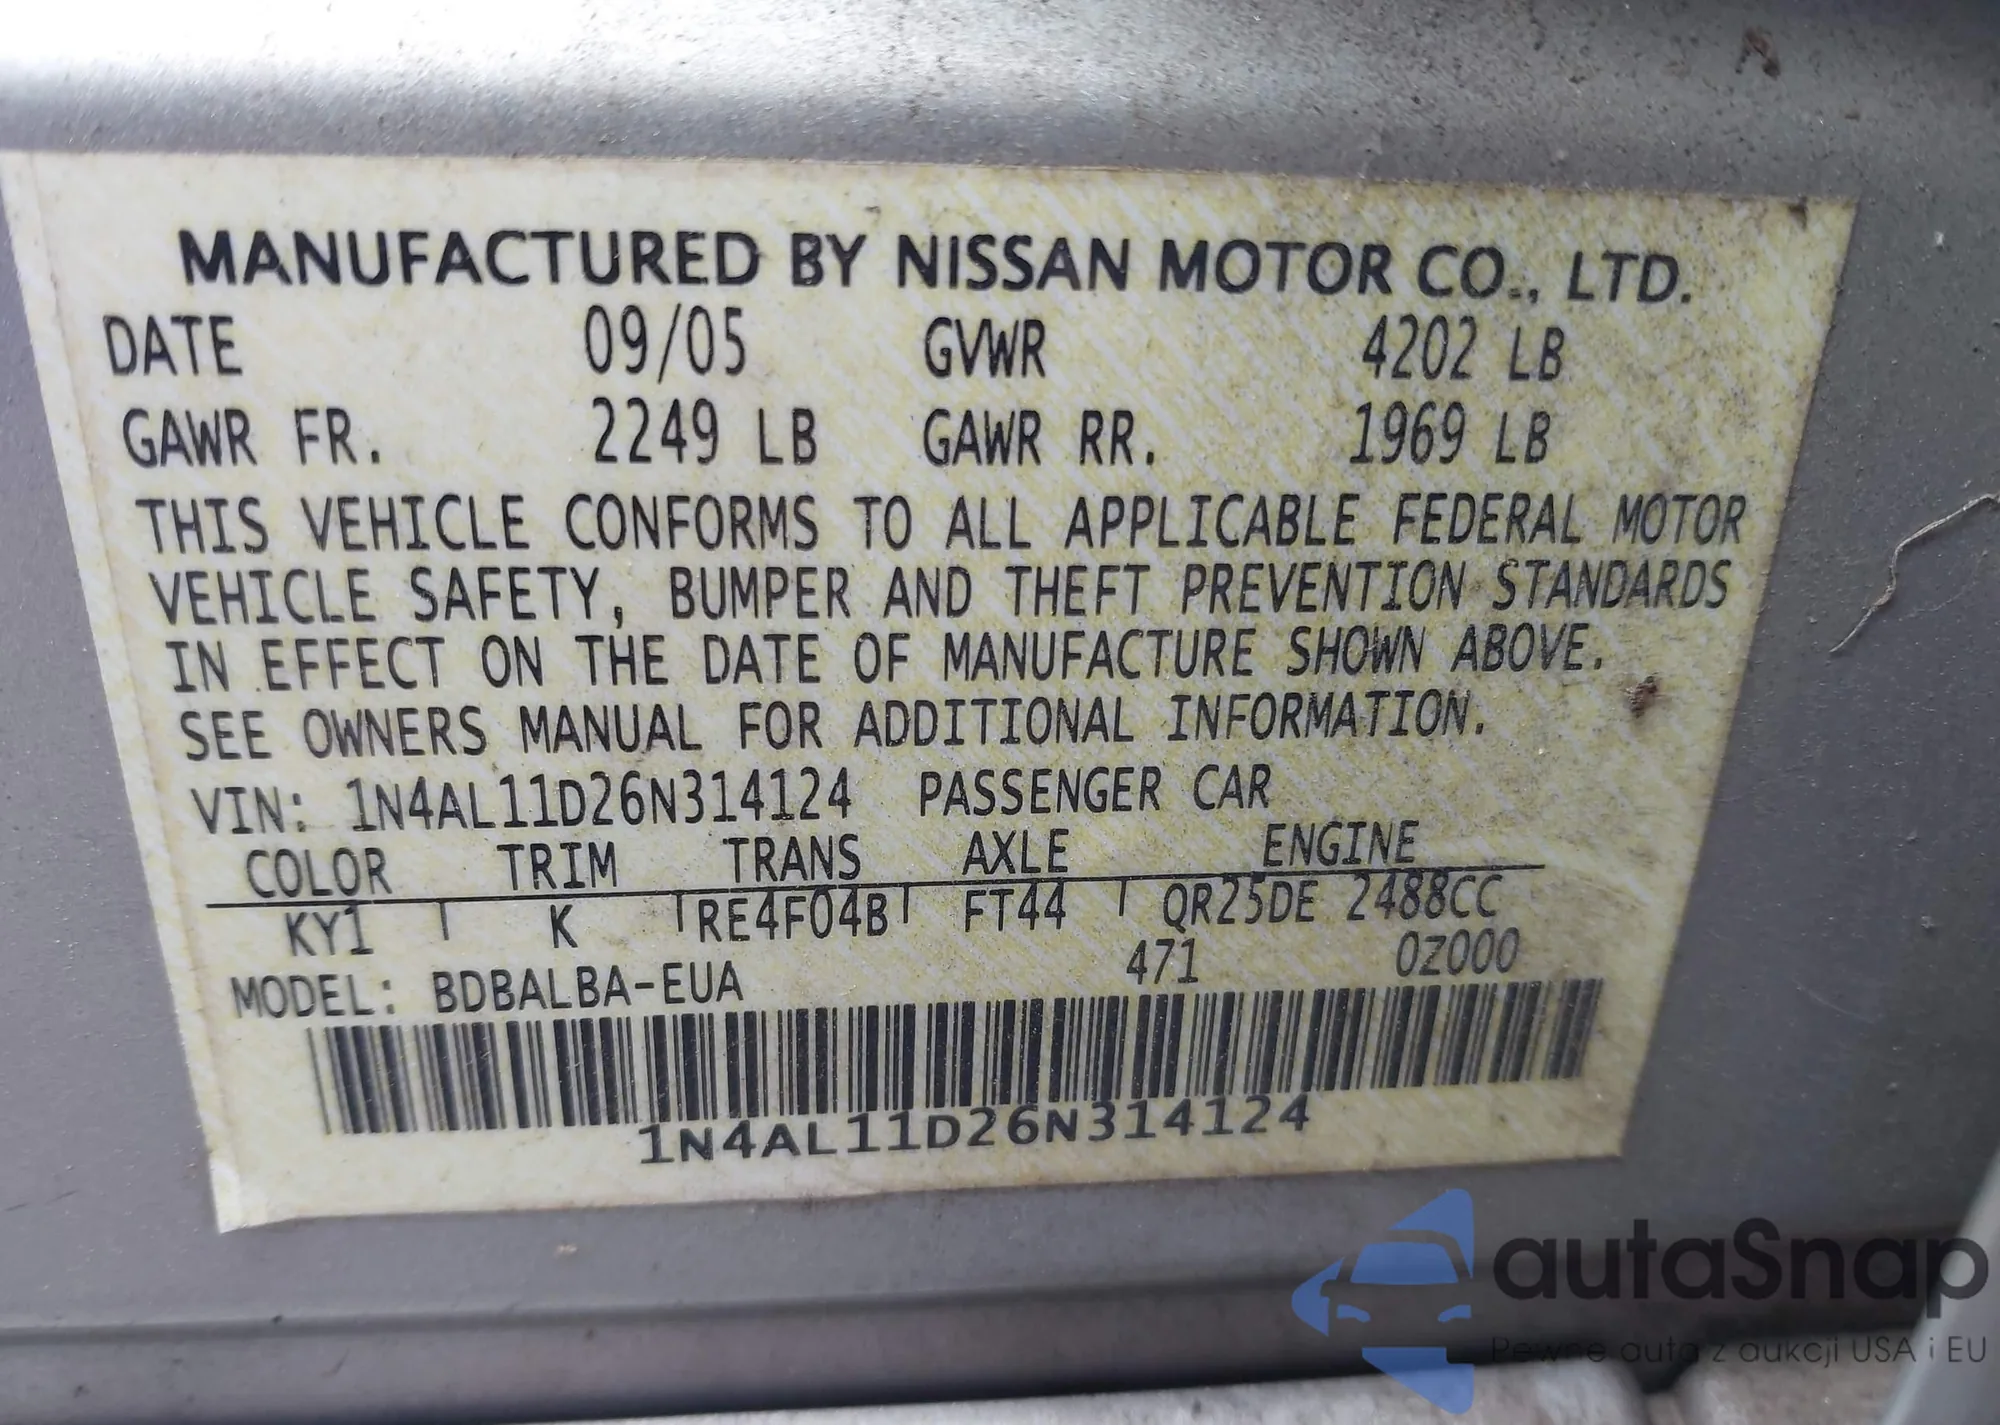 MANUFACTURED BY NISSAN MOTOR CO., LTD.
DATE 09/05 GVWR 4202 LB
GAWR FR. 2249 LB GAWR RR. 1969 LB
THIS VEHICLE CONFORMS TO ALL APPLICABLE FEDERAL MOTOR
VEHICLE SAFETY, BUMPER AND THEFT PREVENTION STANDARDS
IN EFFECT ON THE DATE OF MANUFACTURE SHOWN ABOVE.
SEE OWNERS MANUAL FOR ADDITIONAL INFORMATION.
VIN: 1N4AL11D26N314124 PASSENGER CAR
COLOR TRIM TRANS AXLE ENGINE
KY1 K RE4F04B FT44 QR25DE 2488CC
471 0Z000
MODEL: BDBALBA-EUA
1N4AL11D26N314124
autaSnap
Pewne auta z aukcji USA i EU